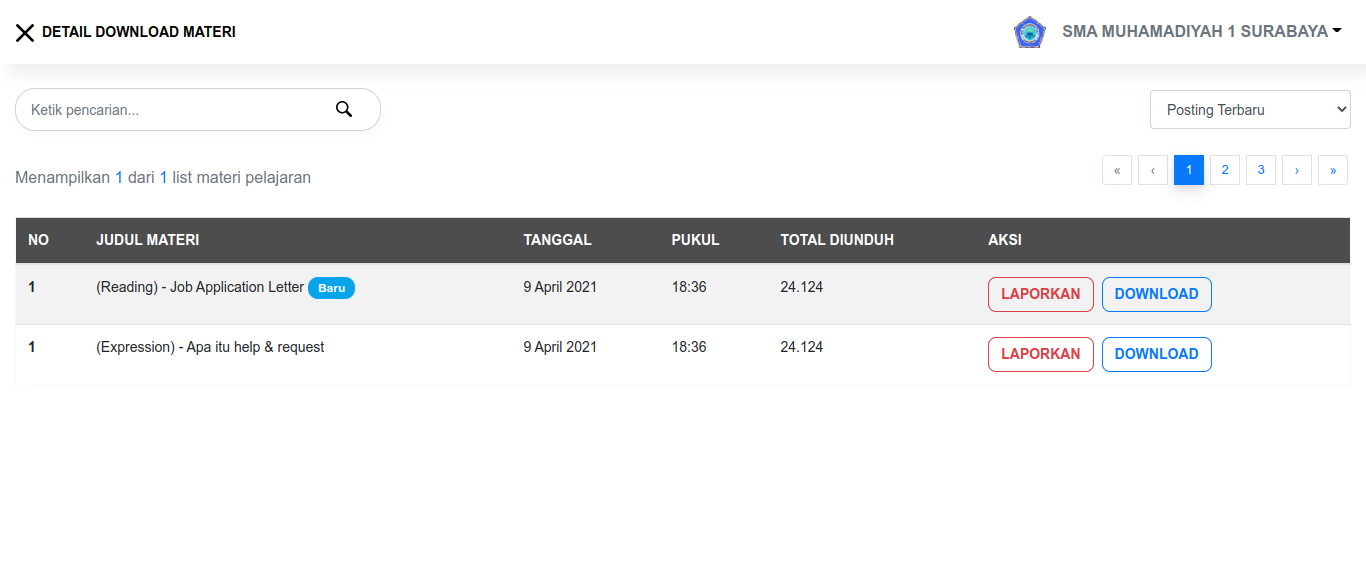 DETAIL DOWNLOAD MATERI
SMA MUHAMADIYAH 1 SURABAYA
Ketik pencarian...
Posting Terbaru
Menampilkan 1 dari 1 list materi pelajaran
« ‹ 1 2 3 › »
NO JUDUL MATERI TANGGAL PUKUL TOTAL DIUNDUH AKSI
1 (Reading) - Job Application Letter Baru 9 April 2021 18:36 24.124 LAPORKAN DOWNLOAD
1 (Expression) - Apa itu help & request 9 April 2021 18:36 24.124 LAPORKAN DOWNLOAD